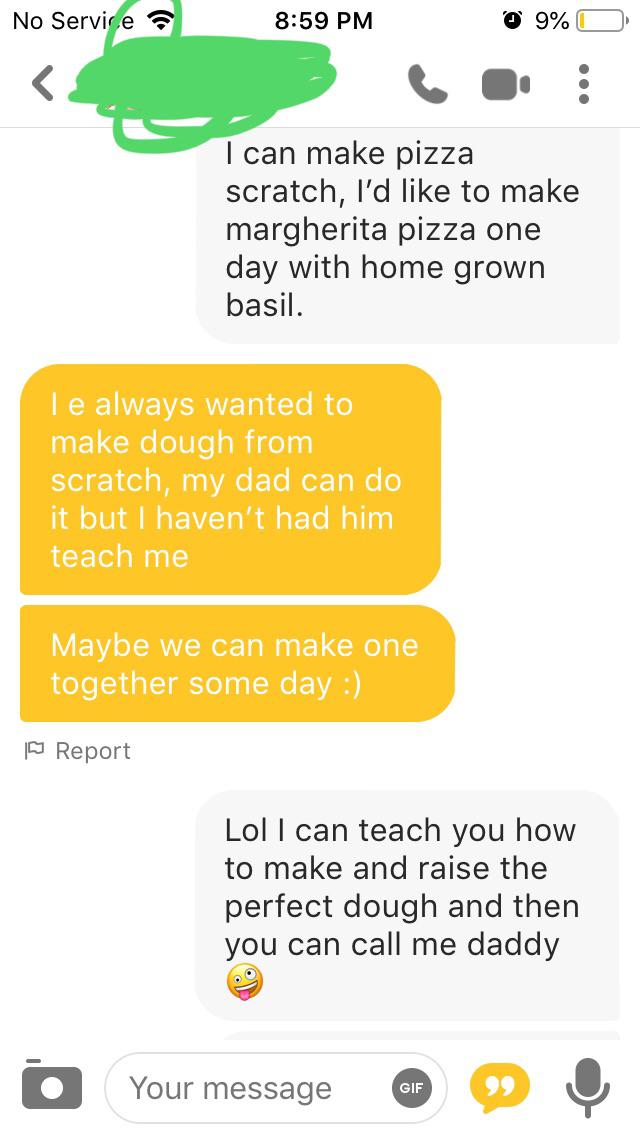 No Service 8:59 PM 9%
I can make pizza
scratch, I'd like to make
margherita pizza one
day with home grown
basil.
I e always wanted to
make dough from
scratch, my dad can do
it but I haven't had him
teach me
Maybe we can make one
together some day :)
Report
Lol I can teach you how
to make and raise the
perfect dough and then
you can call me daddy
🤪
Your message GIF